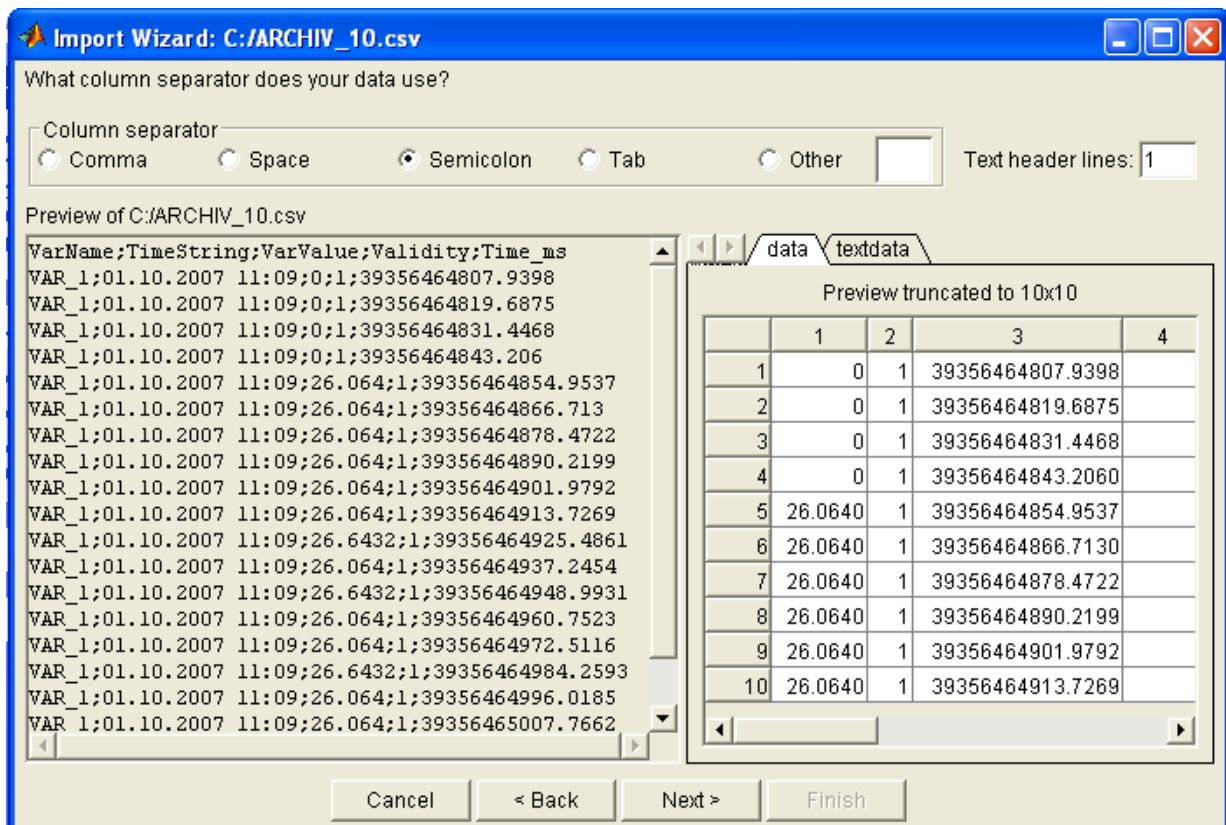 Import Wizard: C:/ARCHIV_10.csv
What column separator does your data use?
Column separator
Comma Space Semicolon Tab Other Text header lines: 1
Preview of C:/ARCHIV_10.csv
VarName;TimeString;VarValue;Validity;Time_ms
VAR_1;01.10.2007 11:09;0;1;39356464807.9398
VAR_1;01.10.2007 11:09;0;1;39356464819.6875
VAR_1;01.10.2007 11:09;0;1;39356464831.4468
VAR_1;01.10.2007 11:09;0;1;39356464843.206
VAR_1;01.10.2007 11:09;26.064;1;39356464854.9537
VAR_1;01.10.2007 11:09;26.064;1;39356464866.713
VAR_1;01.10.2007 11:09;26.064;1;39356464878.4722
VAR_1;01.10.2007 11:09;26.064;1;39356464890.2199
VAR_1;01.10.2007 11:09;26.064;1;39356464901.9792
VAR_1;01.10.2007 11:09;26.064;1;39356464913.7269
VAR_1;01.10.2007 11:09;26.6432;1;39356464925.4861
VAR_1;01.10.2007 11:09;26.064;1;39356464937.2454
VAR_1;01.10.2007 11:09;26.6432;1;39356464948.9931
VAR_1;01.10.2007 11:09;26.064;1;39356464960.7523
VAR_1;01.10.2007 11:09;26.064;1;39356464972.5116
VAR_1;01.10.2007 11:09;26.6432;1;39356464984.2593
VAR_1;01.10.2007 11:09;26.064;1;39356464996.0185
VAR_1;01.10.2007 11:09;26.064;1;39356465007.7662
data textdata
Preview truncated to 10x10
1 2 3 4
1 0 1 39356464807.9398
2 0 1 39356464819.6875
3 0 1 39356464831.4468
4 0 1 39356464843.2060
5 26.0640 1 39356464854.9537
6 26.0640 1 39356464866.7130
7 26.0640 1 39356464878.4722
8 26.0640 1 39356464890.2199
9 26.0640 1 39356464901.9792
10 26.0640 1 39356464913.7269
Cancel < Back Next > Finish